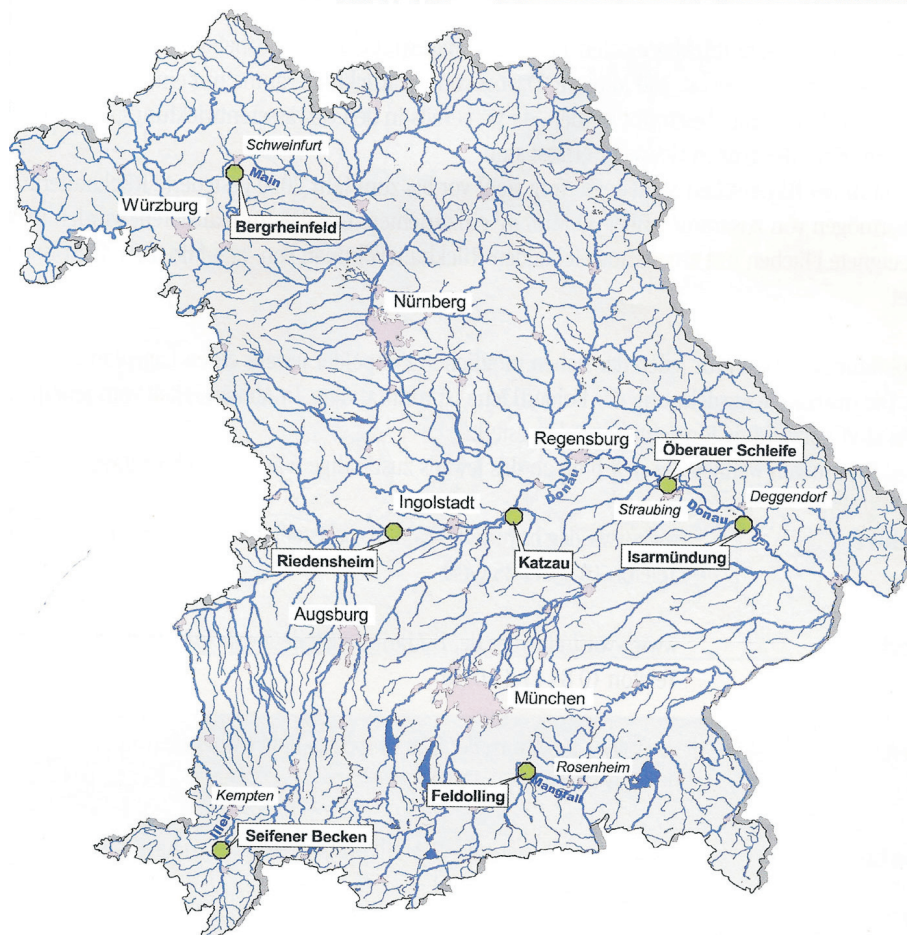 Schweinfurt
Main
Würzburg
Bergrheinfeld
Nürnberg
Regensburg
Öberauer Schleife
Donau
Ingolstadt
Straubing
Donau
Deggendorf
Riedensheim
Katzau
Isarmündung
Augsburg
München
Rosenheim
Feldolling
Mangfall
Kempten
Iller
Seifener Becken